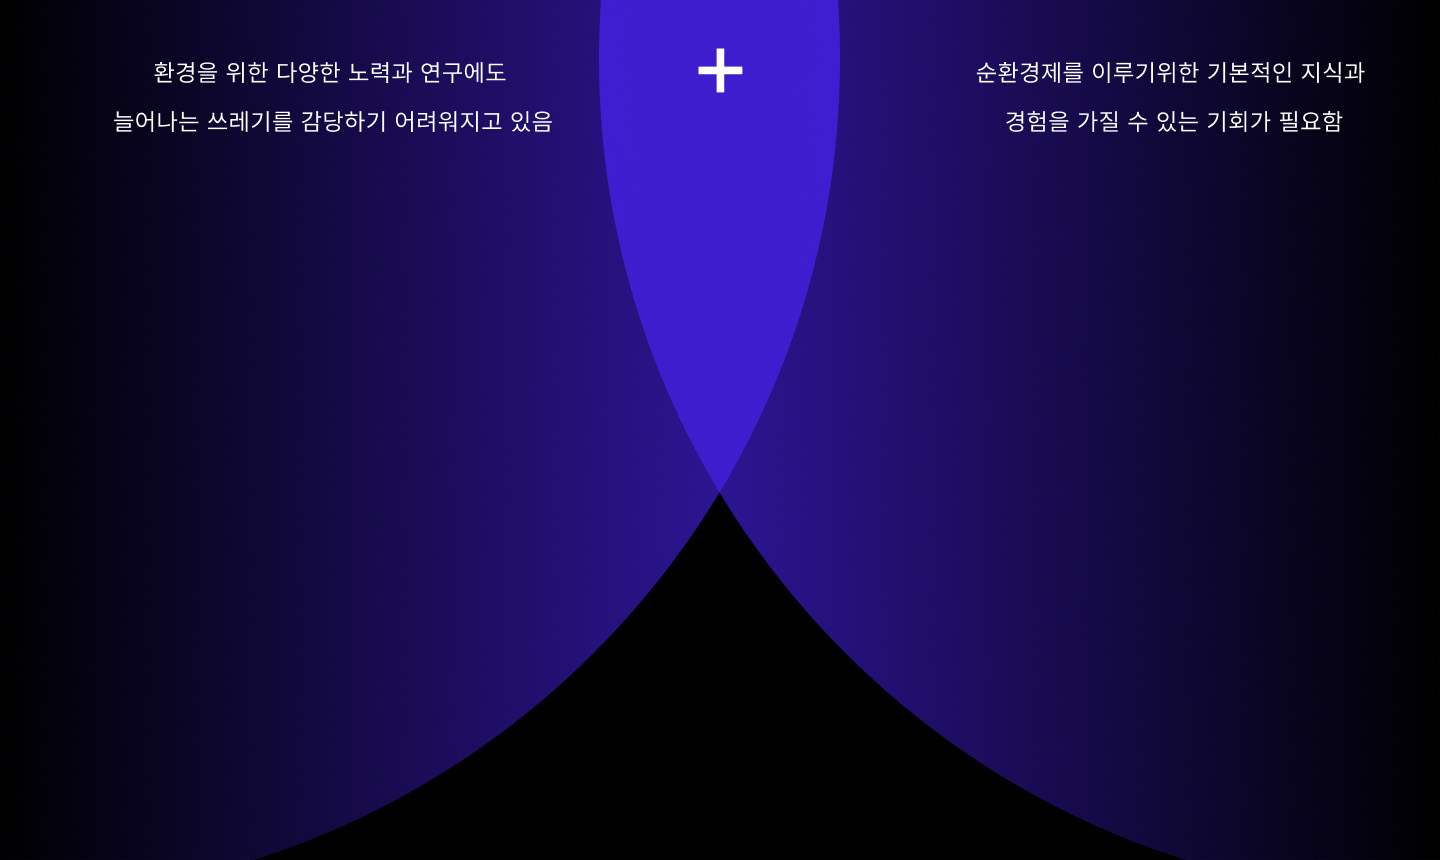 환경을 위한 다양한 노력과 연구에도
늘어나는 쓰레기를 감당하기 어려워지고 있음
+
순환경제를 이루기위한 기본적인 지식과
경험을 가질 수 있는 기회가 필요함